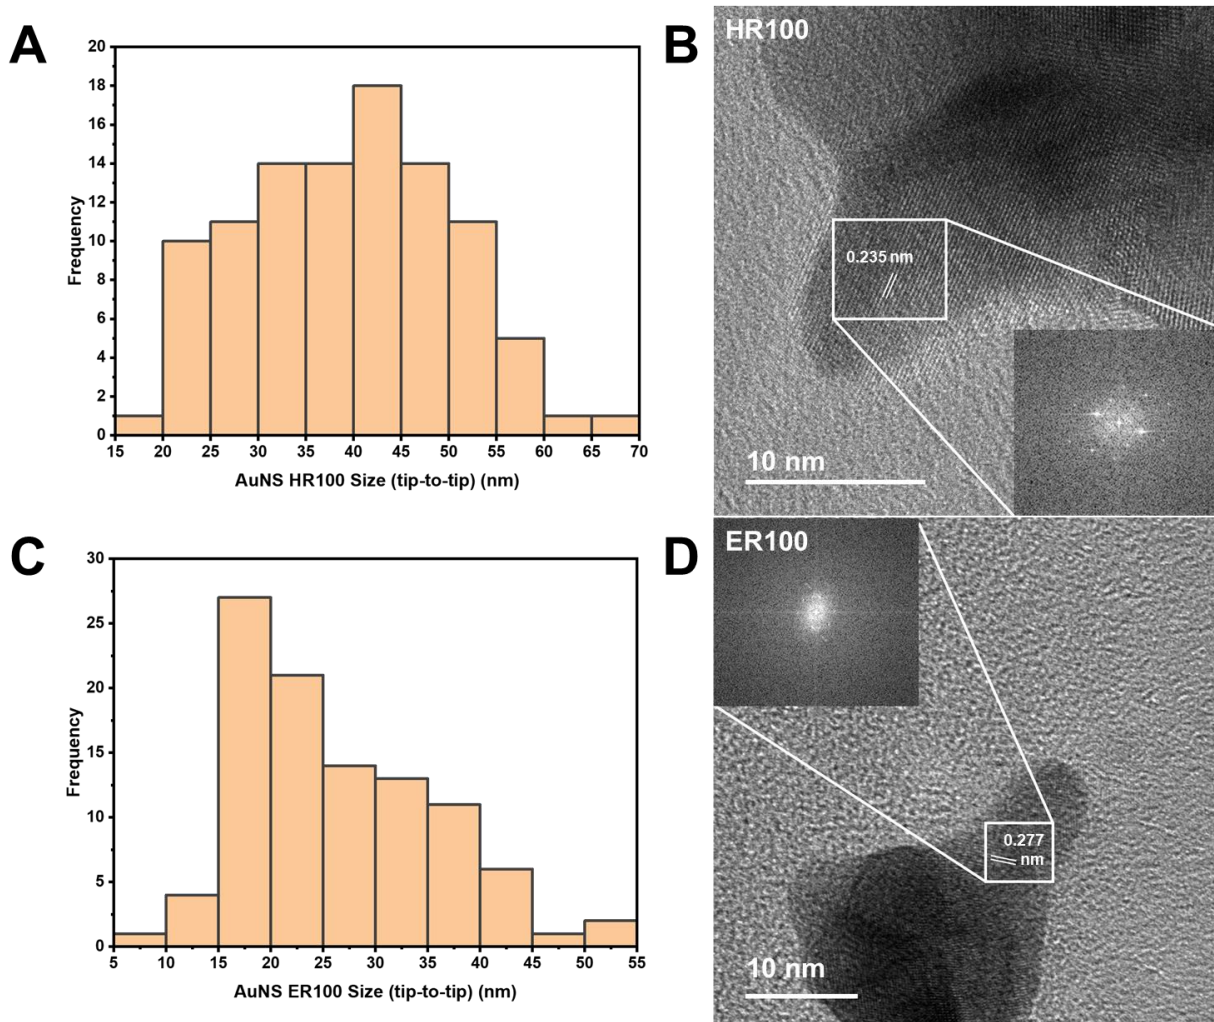 A
20
18
16
14
12
10
8
6
4
2
0
Frequency
15 20 25 30 35 40 45 50 55 60 65 70
AuNS HR100 Size (tip-to-tip) (nm)
B
HR100
0.235 nm
10 nm
C
30
25
20
15
10
5
0
Frequency
5 10 15 20 25 30 35 40 45 50 55
AuNS ER100 Size (tip-to-tip) (nm)
D
ER100
0.277
nm
10 nm